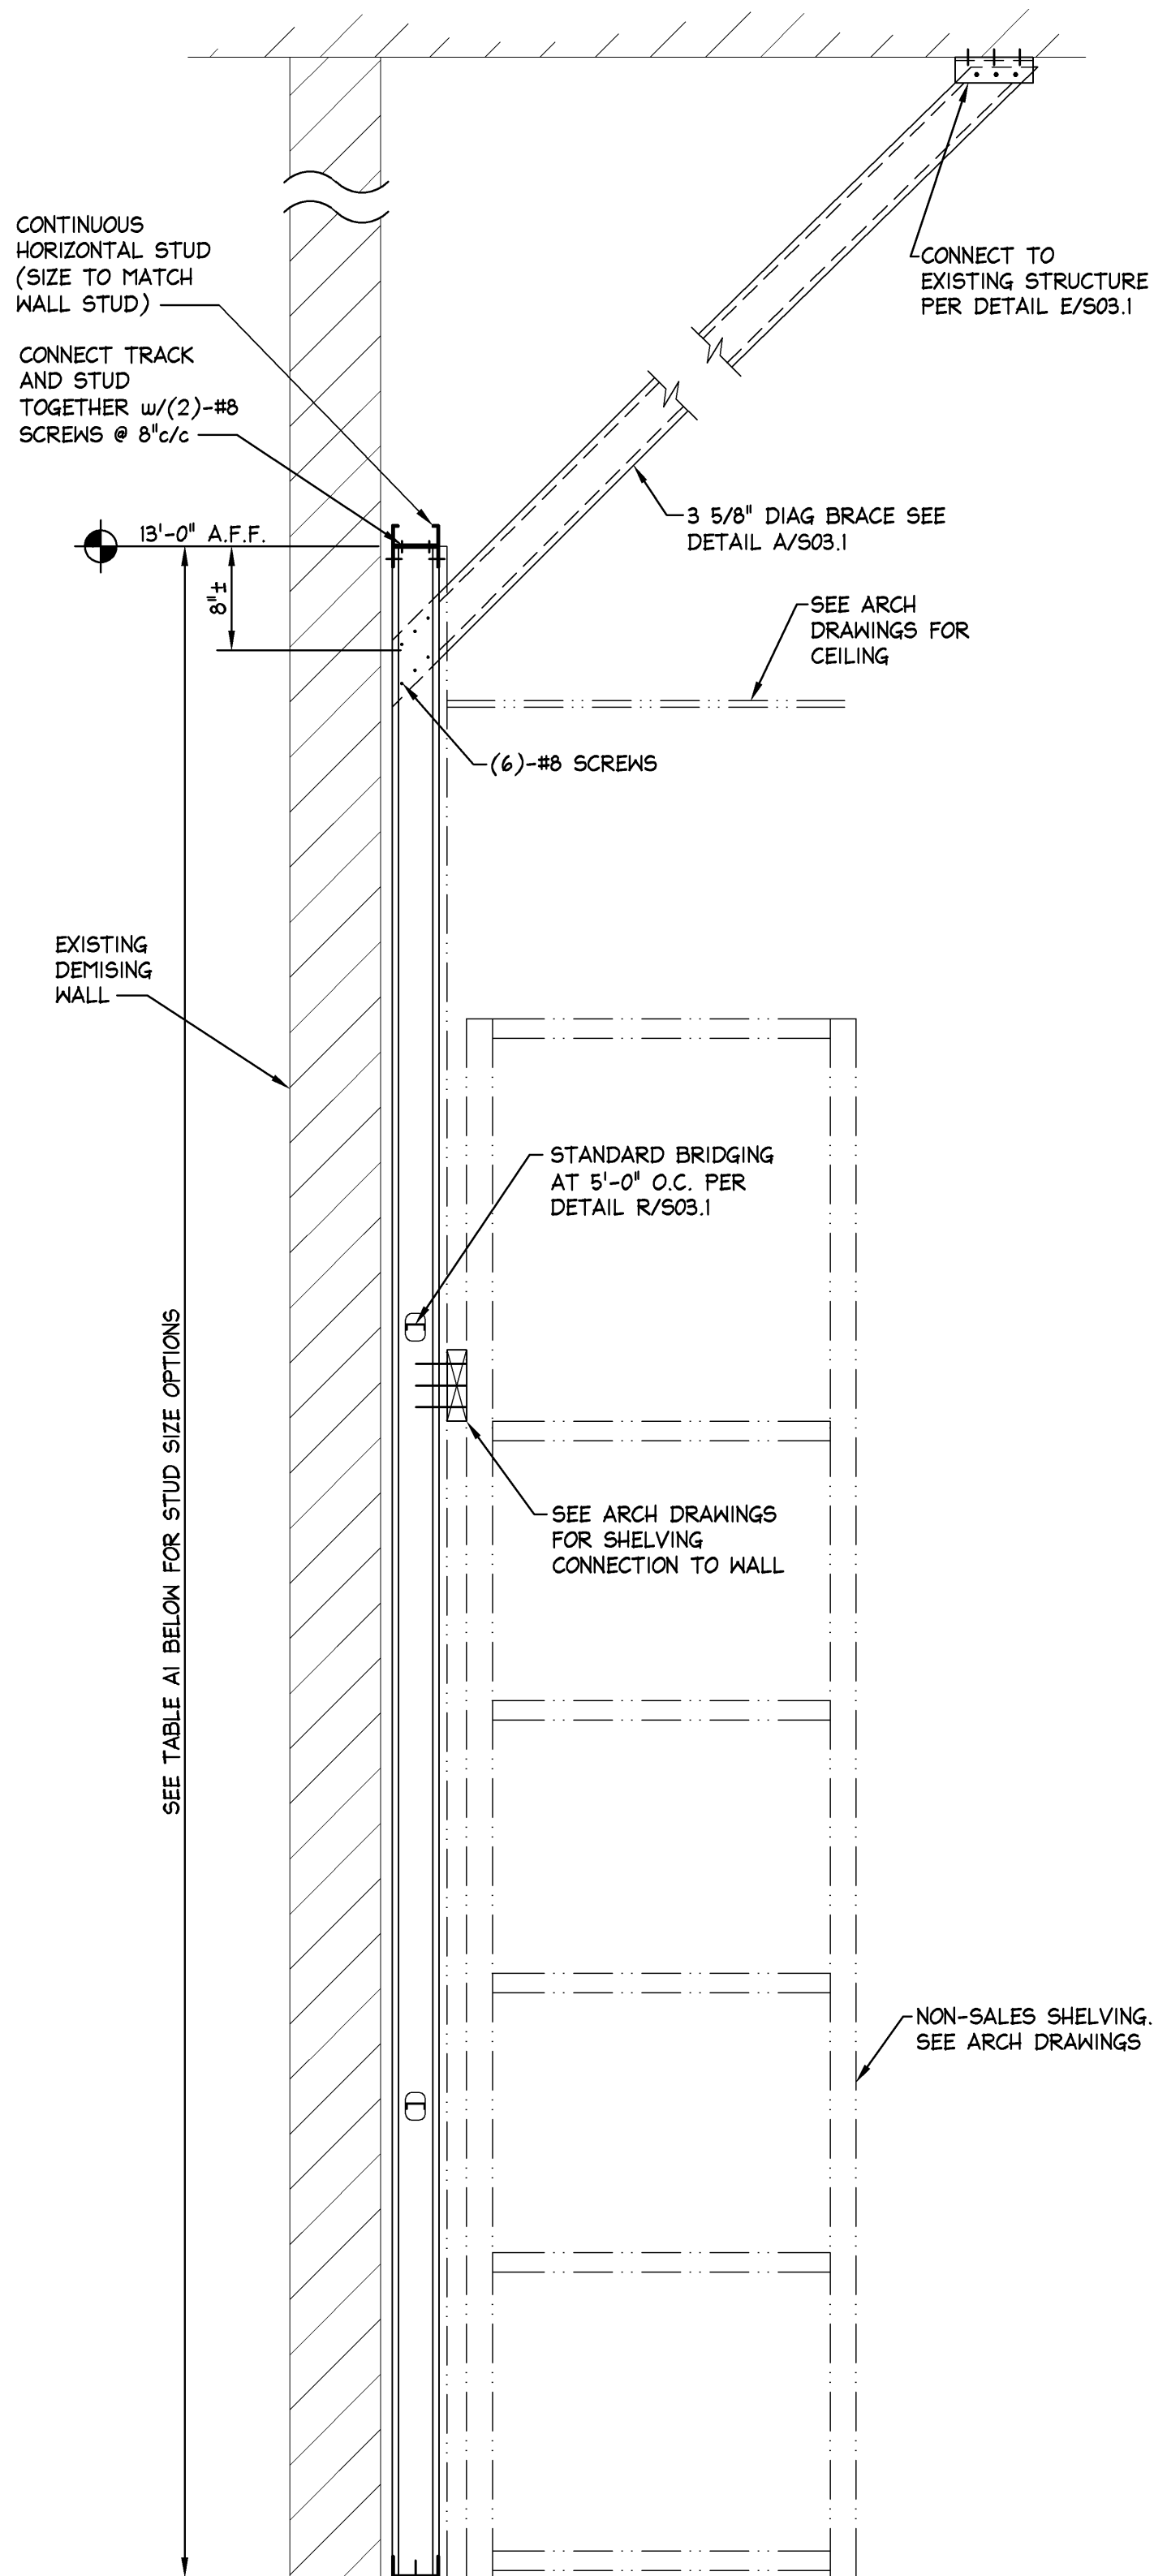 CONTINUOUS
HORIZONTAL STUD
(SIZE TO MATCH
WALL STUD)
CONNECT TO
EXISTING STRUCTURE
PER DETAIL E/S03.1
CONNECT TRACK
AND STUD
TOGETHER w/(2)-#8
SCREWS @ 8"c/c
3 5/8" DIAG BRACE SEE
DETAIL A/S03.1
13'-0" A.F.F.
8"±
SEE ARCH
DRAWINGS FOR
CEILING
(6)-#8 SCREWS
EXISTING
DEMISING
WALL
STANDARD BRIDGING
AT 5'-0" O.C. PER
DETAIL R/S03.1
SEE TABLE A1 BELOW FOR STUD SIZE OPTIONS
SEE ARCH DRAWINGS
FOR SHELVING
CONNECTION TO WALL
NON-SALES SHELVING.
SEE ARCH DRAWINGS